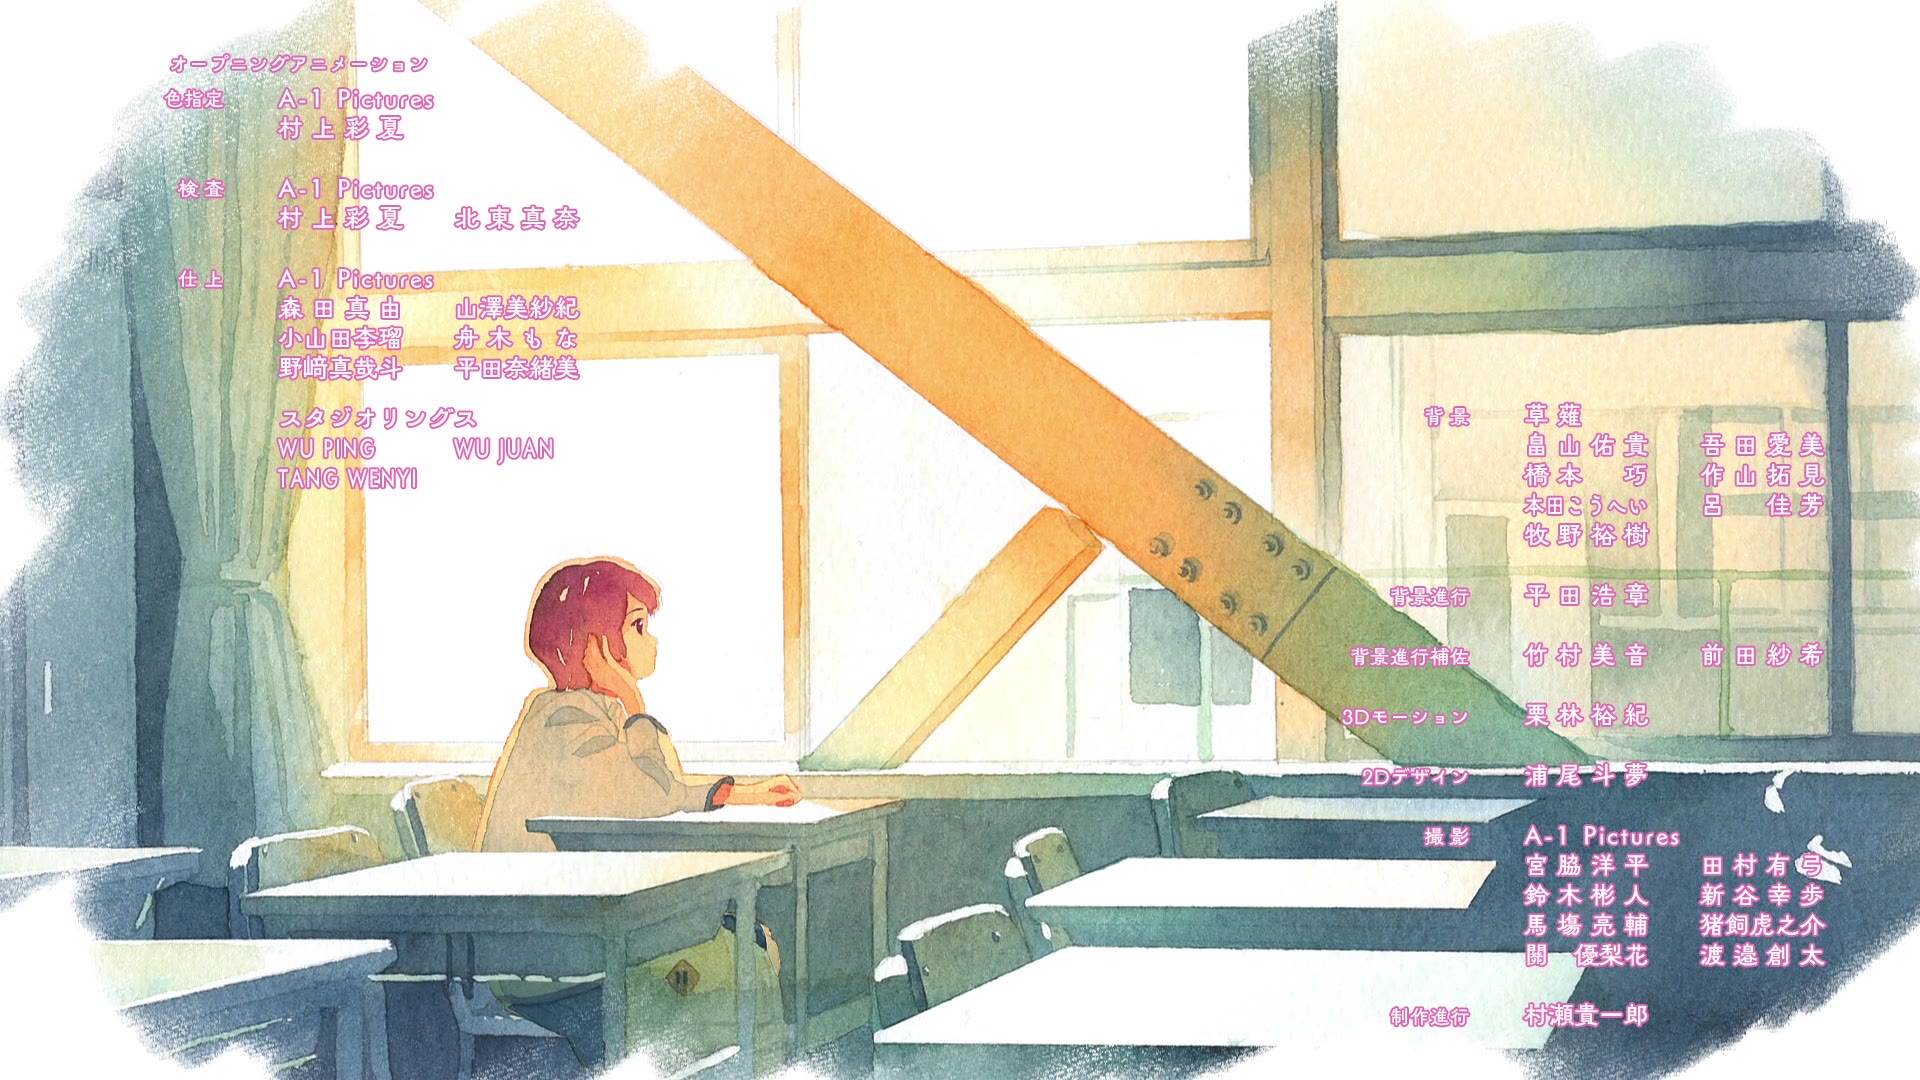 オープニングアニメーション
色指定 A-1 Pictures
村上彩夏
検査 A-1 Pictures
村上彩夏 北東真奈
仕上 A-1 Pictures
森田真由 山澤美紗紀
小山田李瑠 舟木もな
野﨑真哉斗 平田奈緒美
スタジオリングス
WU PING WU JUAN
TANG WENYI
背景 草薙
畠山佑貴 吾田愛美
橋本 巧 作山拓見
本田こうへい 呂 佳芳
牧野裕樹
背景進行 平田浩章
背景進行補佐 竹村美音 前田紗希
3Dモーション 栗林裕紀
2Dデザイン 浦尾斗夢
撮影 A-1 Pictures
宮脇洋平 田村有弓
鈴木彬人 新谷幸歩
馬塲亮輔 猪飼虎之介
關 優梨花 渡邉創太
制作進行 村瀬貴一郎